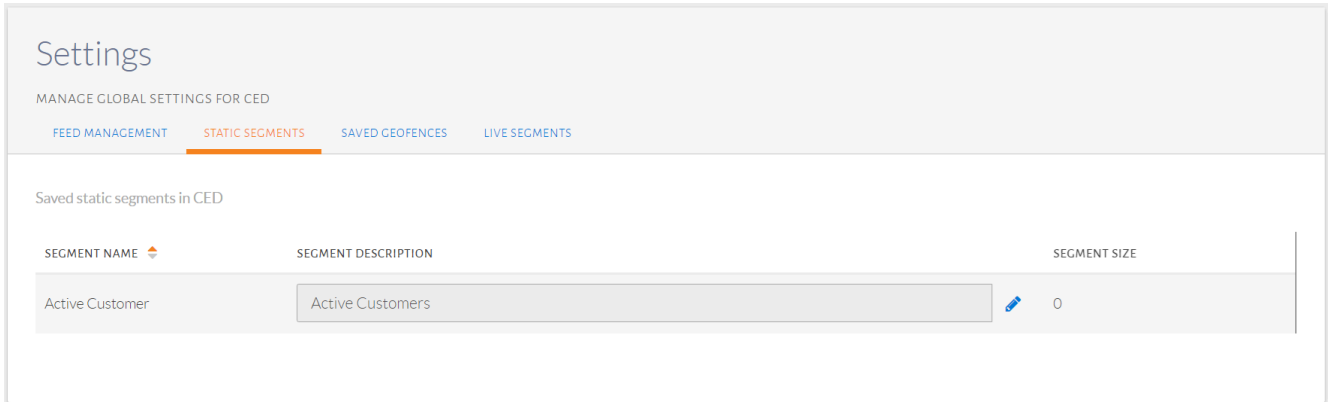 Settings
MANAGE GLOBAL SETTINGS FOR CED
FEED MANAGEMENT STATIC SEGMENTS SAVED GEOFENCES LIVE SEGMENTS
Saved static segments in CED
SEGMENT NAME SEGMENT DESCRIPTION SEGMENT SIZE
Active Customer Active Customers 0